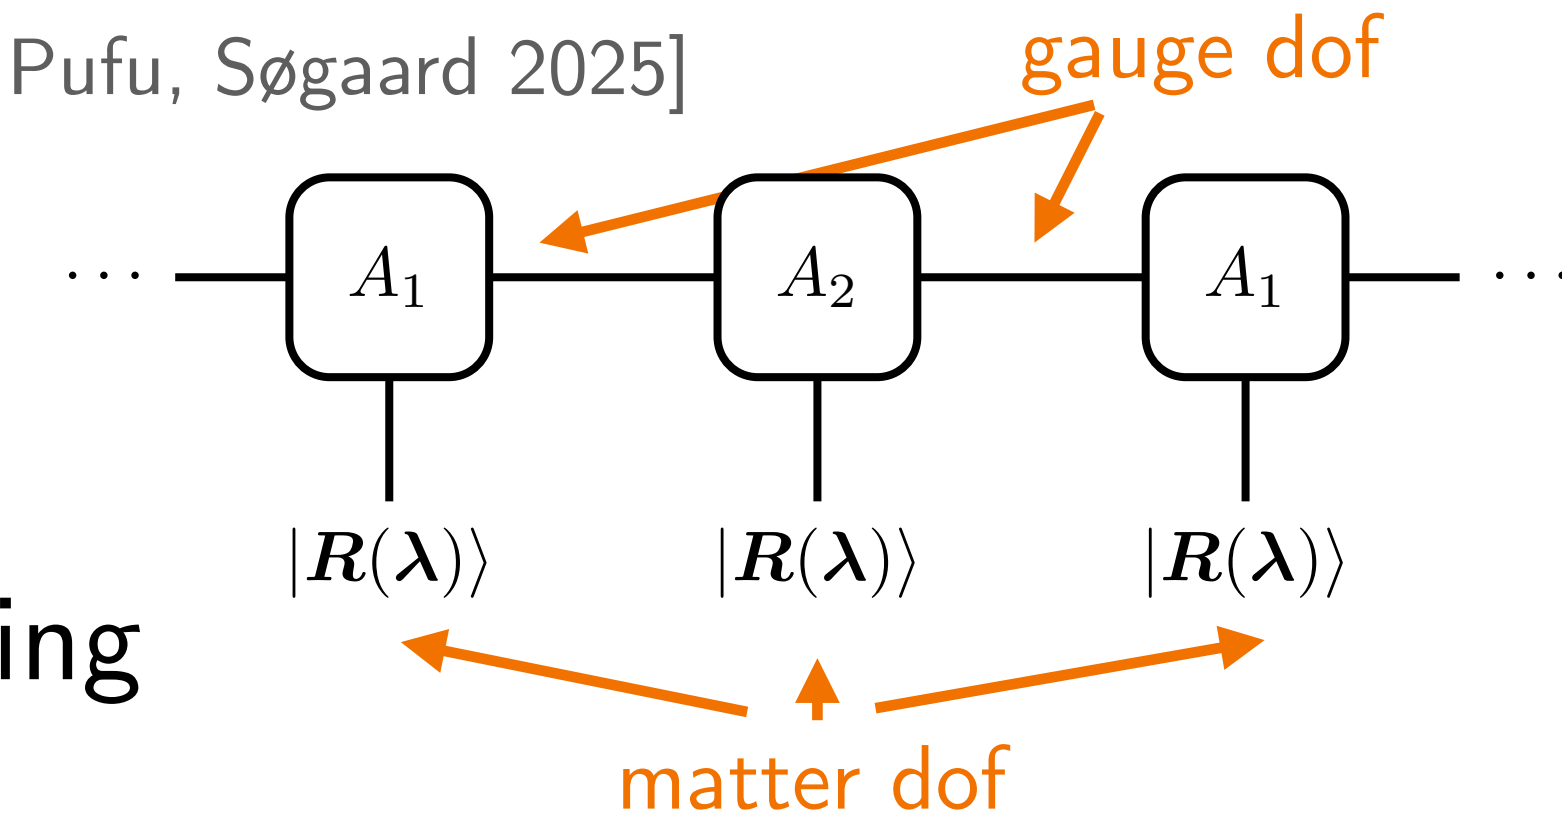 Pufu, Søgaard 2025]
gauge dof
··· A₁ A₂ A₁ ···
|R(λ)⟩ |R(λ)⟩ |R(λ)⟩
ing
matter dof